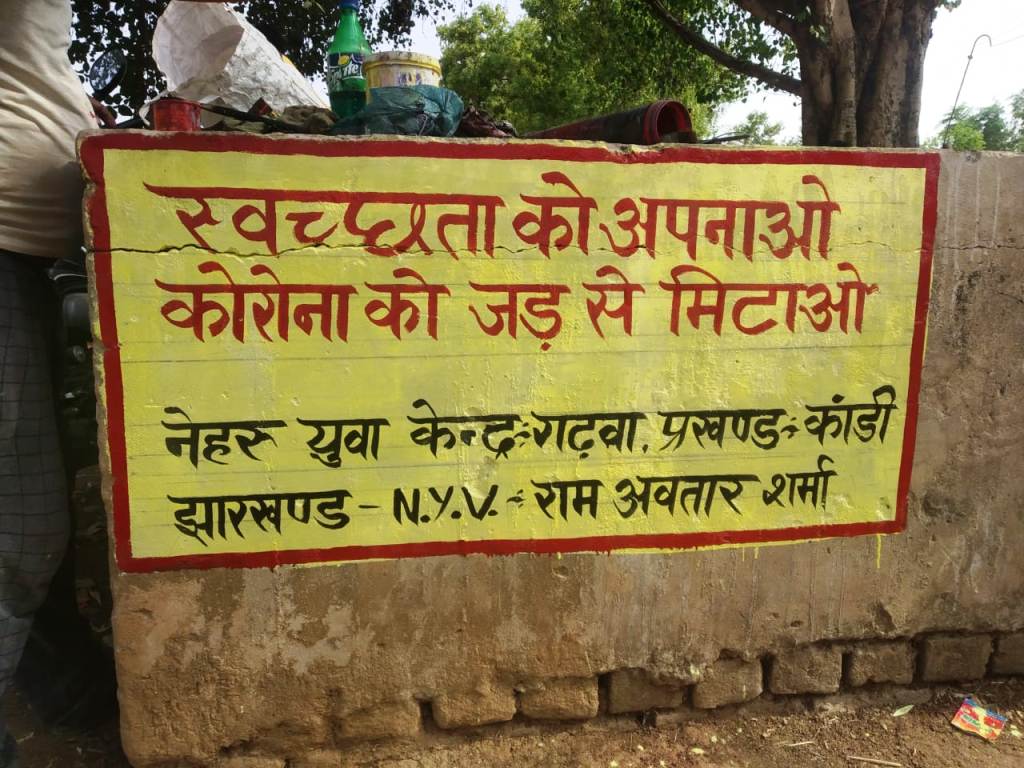 स्वच्छता को अपनाओ
कोरोना को जड़ से मिटाओ
नेहरु युवा केन्द्र:-गढ़वा, प्रखण्ड:-कांडी
झारखण्ड - N.Y.V. - राम अवतार शर्मा